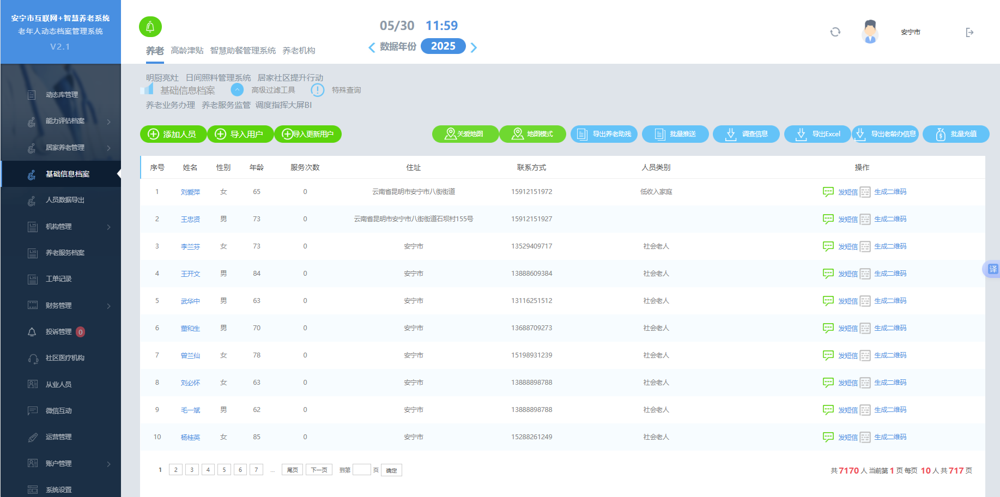 安宁市互联网+智慧养老系统
老年人动态档案管理系统
V2.1
动态库管理
能力评估档案
居家养老管理
基础信息档案
人员数据导出
机构管理
养老服务档案
工单记录
财务管理
投诉管理 0
社区医疗机构
从业人员
微信互动
运营管理
账户管理
系统设置
05/30 11:59
数据年份 2025
安宁市
养老 高龄津贴 智慧助餐管理系统 养老机构
明厨亮灶 日间照料管理系统 居家社区提升行动
基础信息档案 高级过滤工具 特殊查询
养老业务办理 养老服务监管 调度指挥大屏BI
添加人员 导入用户 导入更新用户 关爱地图 地图模式 导出养老助残 批量推送 调查信息 导出Excel 导出老龄办信息 批量充值
序号 姓名 性别 年龄 服务次数 住址 联系方式 人员类别 操作
1 刘爱萍 女 65 0 云南省昆明市安宁市八街街道 15912151972 低收入家庭 发短信 生成二维码
2 王忠贤 男 73 0 云南省昆明市安宁市八街街道石坝村155号 15912151927 发短信 生成二维码
3 李兰芬 女 73 0 安宁市 13529409717 社会老人 发短信 生成二维码
4 王开文 男 84 0 安宁市 13888609384 社会老人 发短信 生成二维码
5 武华中 男 63 0 安宁市 13116251512 社会老人 发短信 生成二维码
6 董和生 男 70 0 安宁市 13688709273 社会老人 发短信 生成二维码
7 曾兰仙 女 78 0 安宁市 15198931239 社会老人 发短信 生成二维码
8 刘必怀 女 63 0 安宁市 13888898788 社会老人 发短信 生成二维码
9 毛一斌 男 62 0 安宁市 13888898788 社会老人 发短信 生成二维码
10 杨桂英 女 85 0 安宁市 15288261249 社会老人 发短信 生成二维码
1 2 3 4 5 6 7 ... 尾页 下一页 到第 页 确定
共 7170 人 当前第 1 页 每页 10 人 共 717 页
译